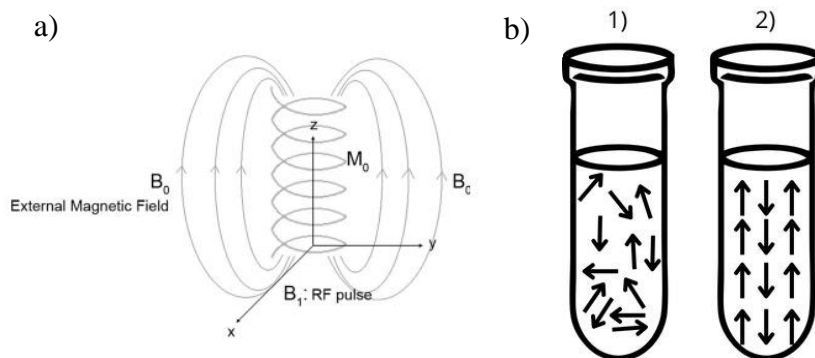 a)
z
M0
B0
B0
External Magnetic Field
y
B1: RF pulse
x
b)
1)
2)